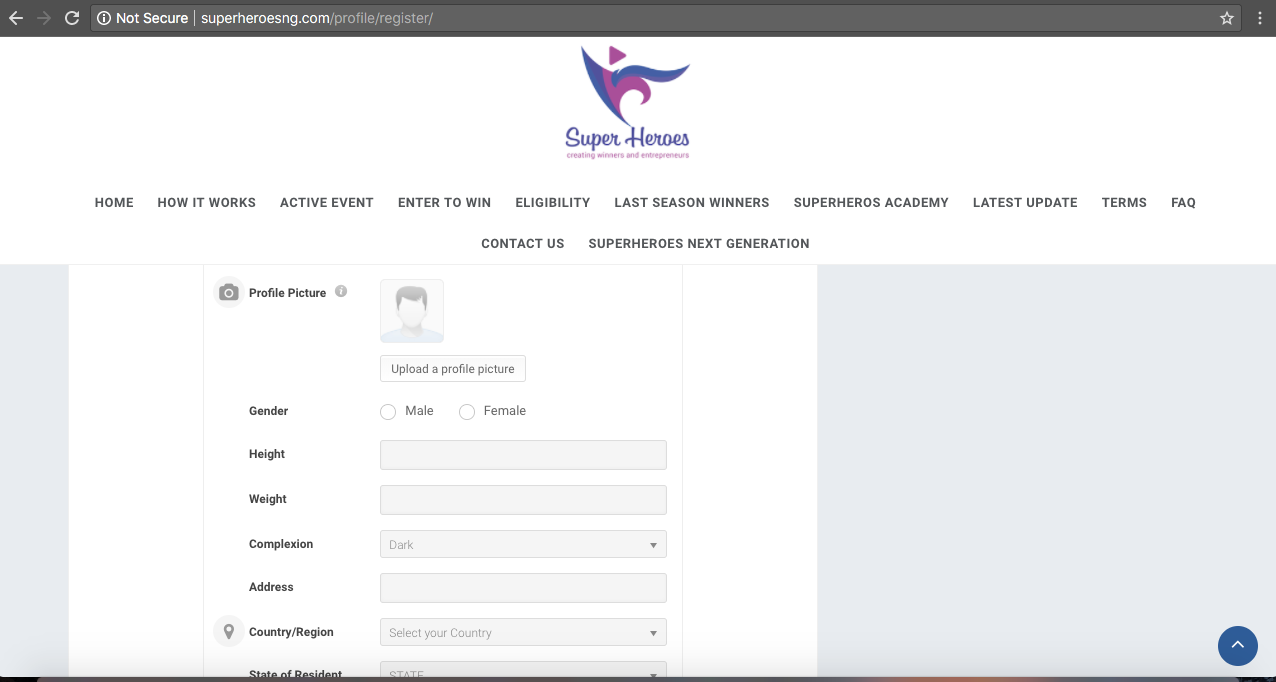 Not Secure | superheroesng.com/profile/register/
Super Heroes
creating winners and entrepreneurs
HOME HOW IT WORKS ACTIVE EVENT ENTER TO WIN ELIGIBILITY LAST SEASON WINNERS SUPERHEROS ACADEMY LATEST UPDATE TERMS FAQ
CONTACT US SUPERHEROES NEXT GENERATION
Profile Picture
Upload a profile picture
Gender Male Female
Height
Weight
Complexion Dark
Address
Country/Region Select your Country
State of Resident STATE